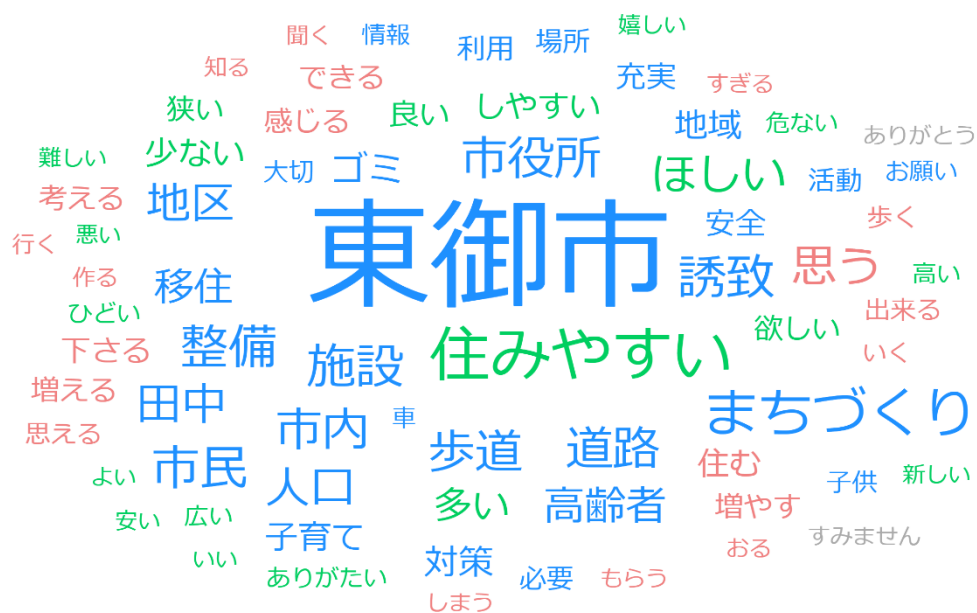 嬉しい
聞く 情報 利用 場所
知る できる 充実 すぎる
狭い 感じる 良い しやすい 地域 危ない ありがとう
難しい 少ない 大切 ゴミ 市役所 ほしい 活動 お願い
考える 地区 東御市 安全 歩く
行く 悪い
作る 移住 誘致 思う 高い
ひどい 欲しい 出来る
下さる 整備 施設 住みやすい いく
増える 田中 市内 車 まちづくり
思える 市民 歩道 道路 住む
よい 人口 多い 高齢者 増やす 子供 新しい
安い 広い 子育て すみません
いい ありがたい 対策 必要 もらう おる
しまう